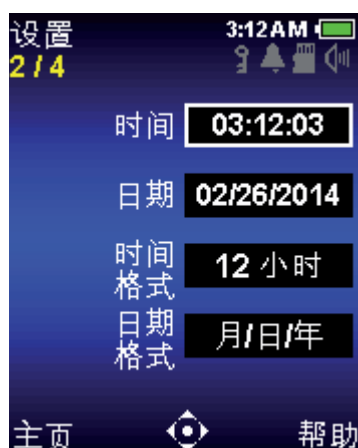 设置 3:12AM
2/4
时间 03:12:03
日期 02/26/2014
时间
格式 12 小时
日期
格式 月/日/年
主页 帮助